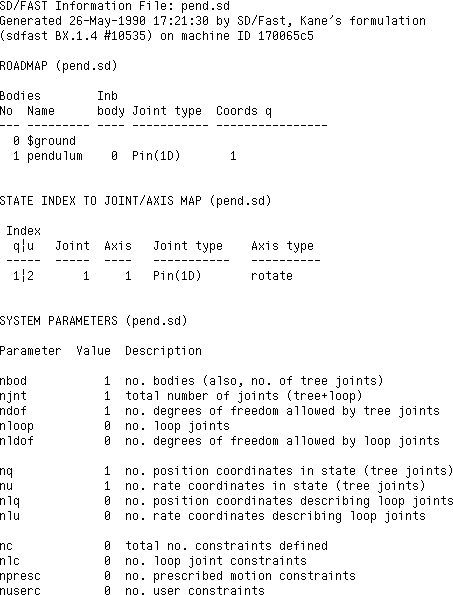 SD/FAST Information File: pend.sd
Generated 26-May-1990 17:21:30 by SD/Fast, Kane's formulation
(sdfast BX.1.4 #10535) on machine ID 170065c5
ROADMAP (pend.sd)
Bodies        Inb
No  Name      body Joint type  Coords q
--- --------- ---- ----------- ----------------
  0 $ground
  1 pendulum   0  Pin(1D)       1
STATE INDEX TO JOINT/AXIS MAP (pend.sd)
 Index
  q¦u   Joint  Axis   Joint type    Axis type
 -----  -----  ----   -----------   ----------
  1¦2       1     1   Pin(1D)       rotate
SYSTEM PARAMETERS (pend.sd)
Parameter  Value  Description
nbod           1  no. bodies (also, no. of tree joints)
njnt           1  total number of joints (tree+loop)
ndof           1  no. degrees of freedom allowed by tree joints
nloop          0  no. loop joints
nldof          0  no. degrees of freedom allowed by loop joints
nq             1  no. position coordinates in state (tree joints)
nu             1  no. rate coordinates in state (tree joints)
nlq            0  no. position coordinates describing loop joints
nlu            0  no. rate coordinates describing loop joints
nc             0  total no. constraints defined
nlc            0  no. loop joint constraints
npresc         0  no. prescribed motion constraints
nuserc         0  no. user constraints